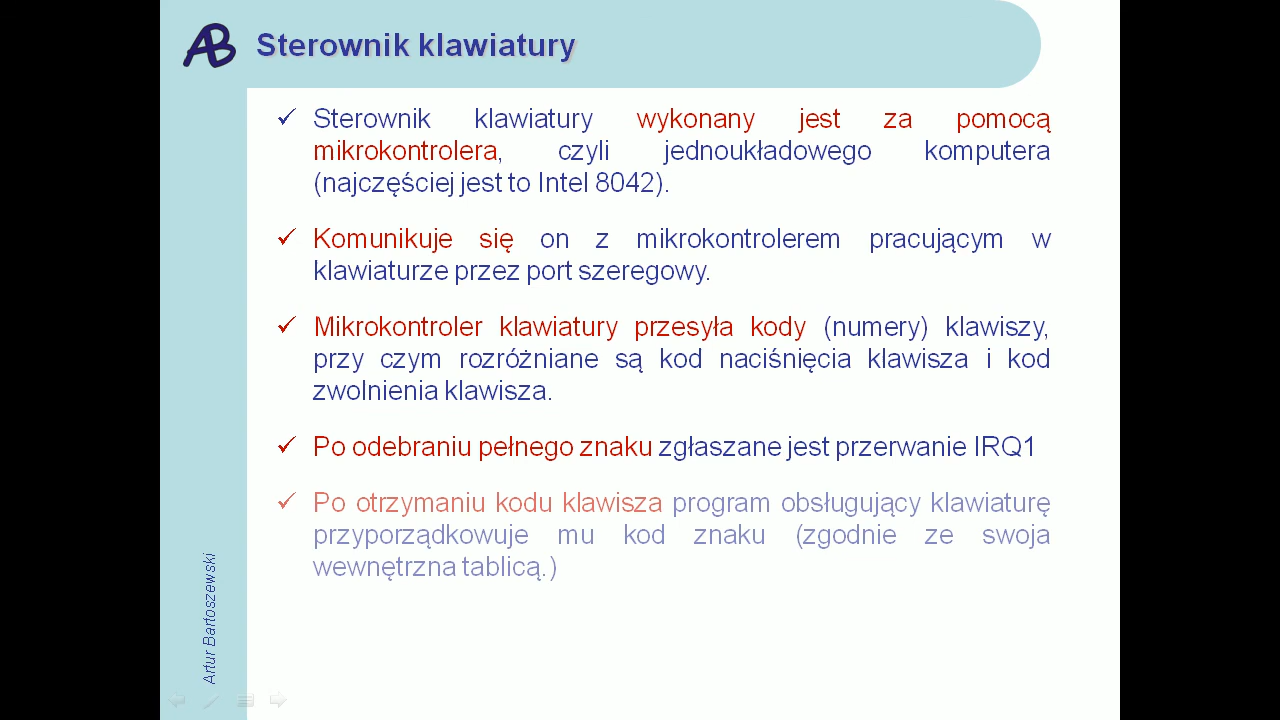 AB Sterownik klawiatury
✓ Sterownik klawiatury wykonany jest za pomocą
mikrokontrolera, czyli jednoukładowego komputera
(najczęściej jest to Intel 8042).
✓ Komunikuje się on z mikrokontrolerem pracującym w
klawiaturze przez port szeregowy.
✓ Mikrokontroler klawiatury przesyła kody (numery) klawiszy,
przy czym rozróżniane są kod naciśnięcia klawisza i kod
zwolnienia klawisza.
✓ Po odebraniu pełnego znaku zgłaszane jest przerwanie IRQ1
✓ Po otrzymaniu kodu klawisza program obsługujący klawiaturę
przyporządkowuje mu kod znaku (zgodnie ze swoja
wewnętrzna tablicą.)
Artur Bartoszewski